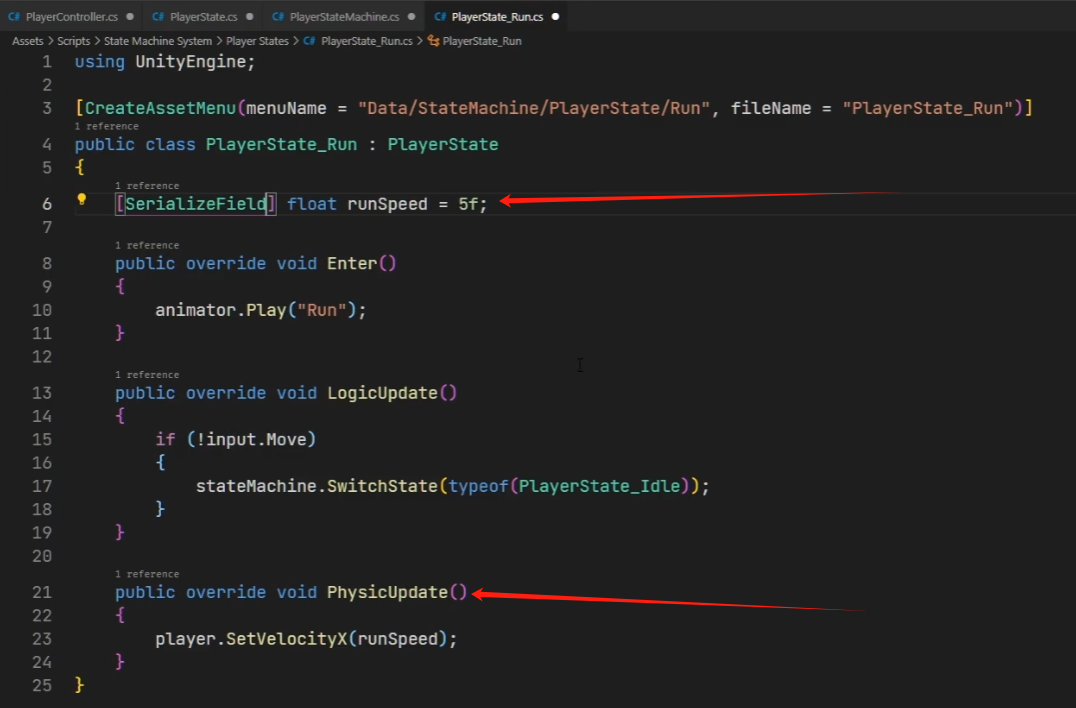 C# PlayerController.cs C# PlayerState.cs C# PlayerStateMachine.cs C# PlayerState_Run.cs
Assets > Scripts > State Machine System > Player States > C# PlayerState_Run.cs > PlayerState_Run
1 using UnityEngine;
2
3 [CreateAssetMenu(menuName = "Data/StateMachine/PlayerState/Run", fileName = "PlayerState_Run")]
1 reference
4 public class PlayerState_Run : PlayerState
5 {
1 reference
6 [SerializeField] float runSpeed = 5f;
7
1 reference
8 public override void Enter()
9 {
10 animator.Play("Run");
11 }
12
1 reference
13 public override void LogicUpdate()
14 {
15 if (!input.Move)
16 {
17 stateMachine.SwitchState(typeof(PlayerState_Idle));
18 }
19 }
20
1 reference
21 public override void PhysicUpdate()
22 {
23 player.SetVelocityX(runSpeed);
24 }
25 }